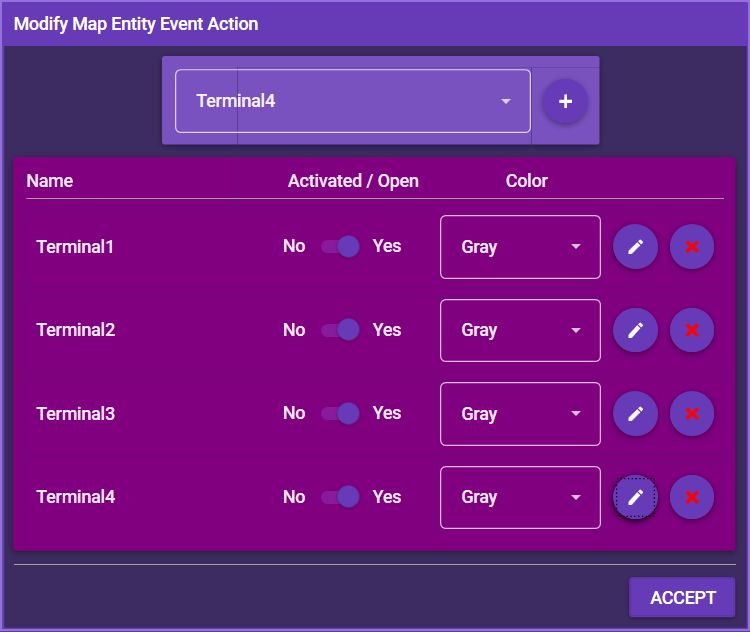 Modify Map Entity Event Action
Terminal4
Name Activated / Open Color
Terminal1 No Yes Gray
Terminal2 No Yes Gray
Terminal3 No Yes Gray
Terminal4 No Yes Gray
ACCEPT